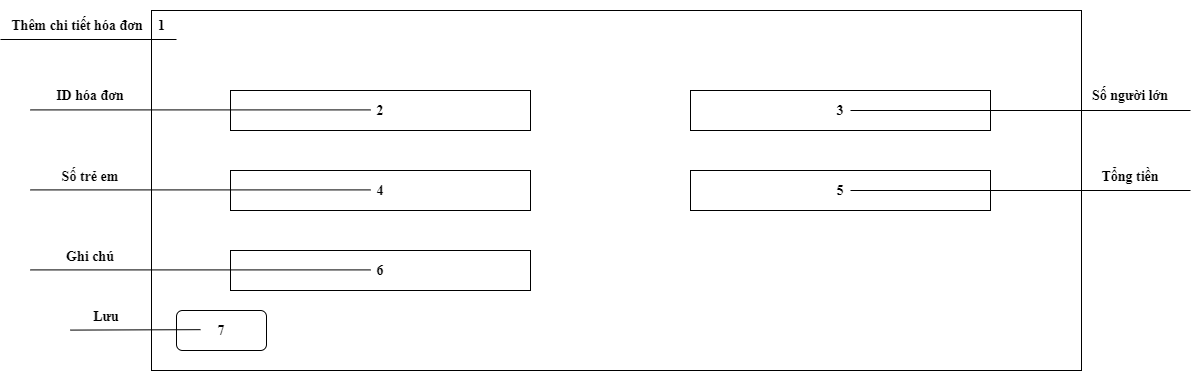 Thêm chi tiết hóa đơn 1
ID hóa đơn 2 3 Số người lớn
Số trẻ em 4 5 Tổng tiền
Ghi chú 6
Lưu 7